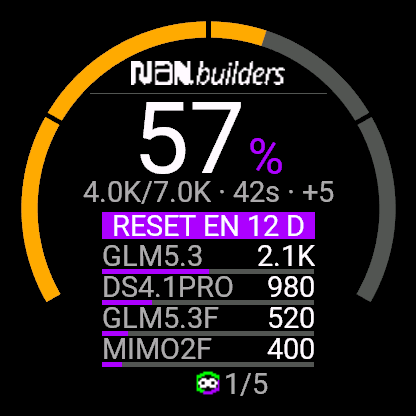 NAN.builders
57 %
4.0K/7.0K · 42s · +5
RESET EN 12 D
GLM5.3 2.1K
DS4.1PRO 980
GLM5.3F 520
MIMO2F 400
1/5